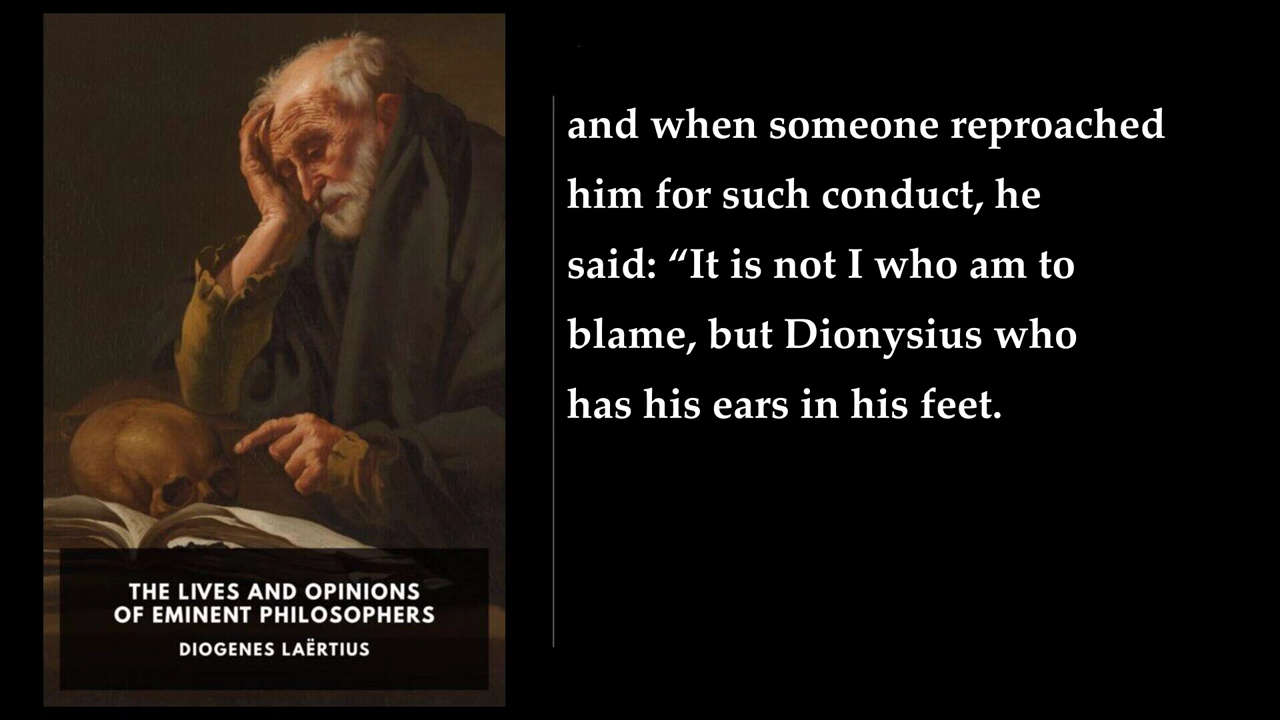 THE LIVES AND OPINIONS
OF EMINENT PHILOSOPHERS
DIOGENES LAËRTIUS
and when someone reproached
him for such conduct, he
said: “It is not I who am to
blame, but Dionysius who
has his ears in his feet.